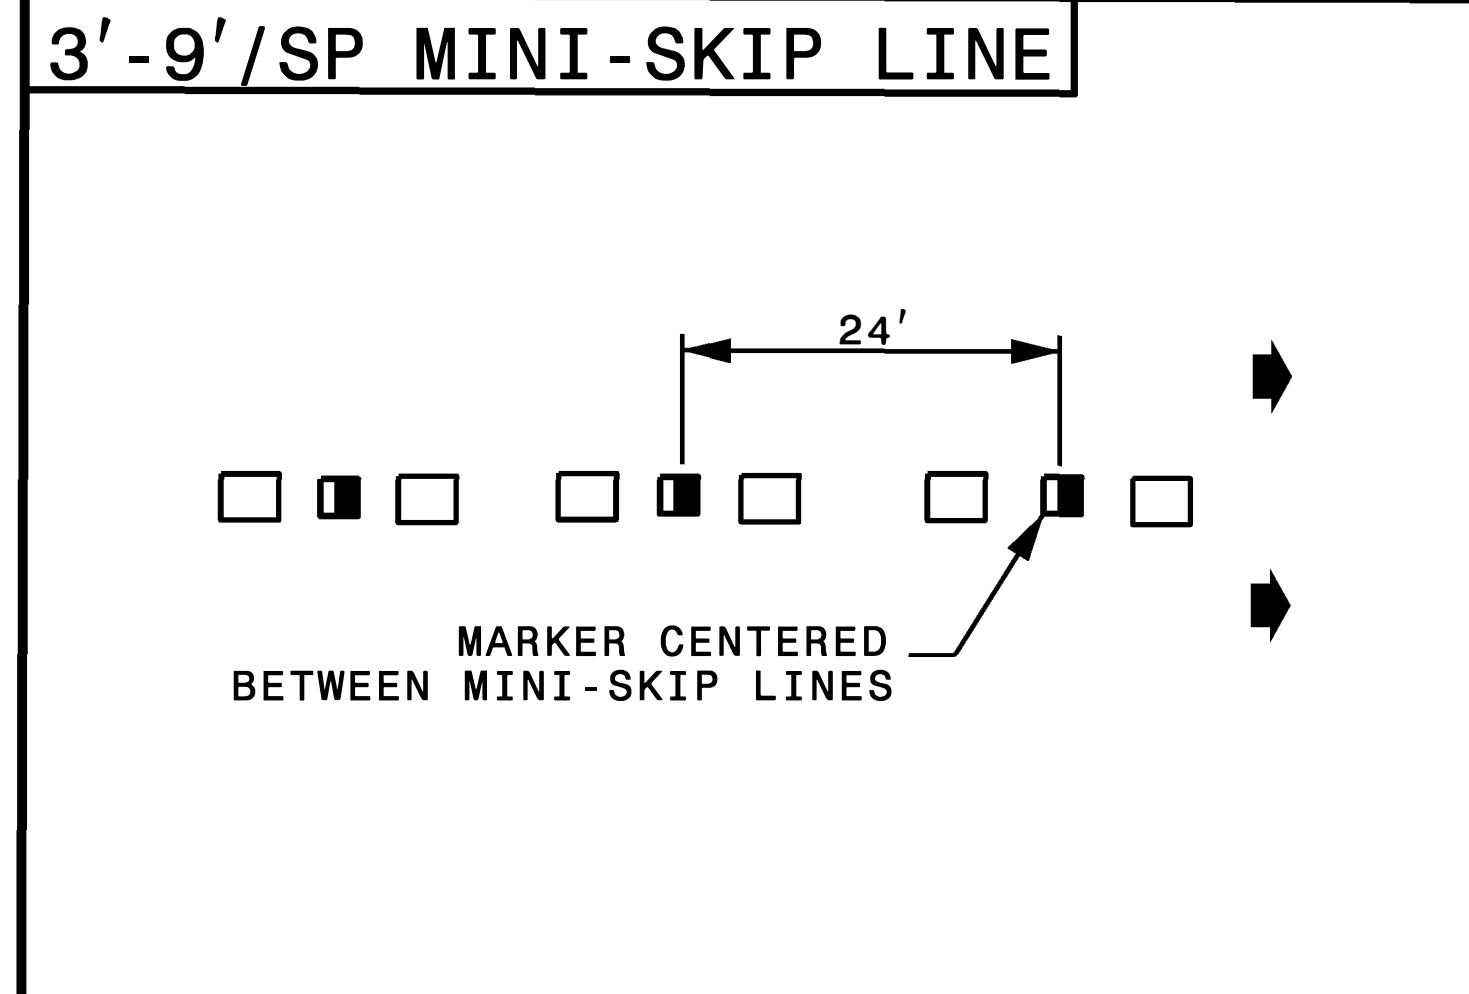 3'-9'/SP MINI-SKIP LINE
24'
MARKER CENTERED
BETWEEN MINI-SKIP LINES